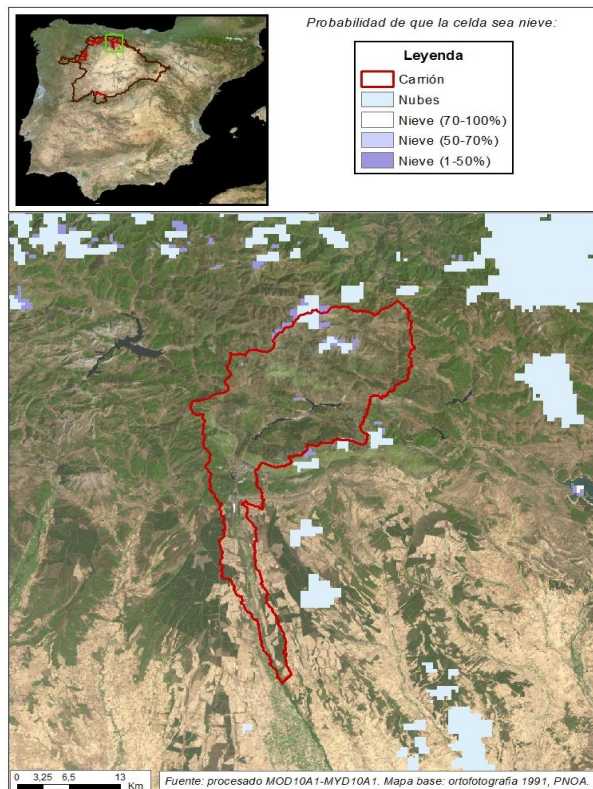 Probabilidad de que la celda sea nieve:
Leyenda
Carrión
Nubes
Nieve (70-100%)
Nieve (50-70%)
Nieve (1-50%)
0 3,25 6,5 13
Km
Fuente: procesado MOD10A1-MYD10A1. Mapa base: ortofotografia 1991, PNOA.